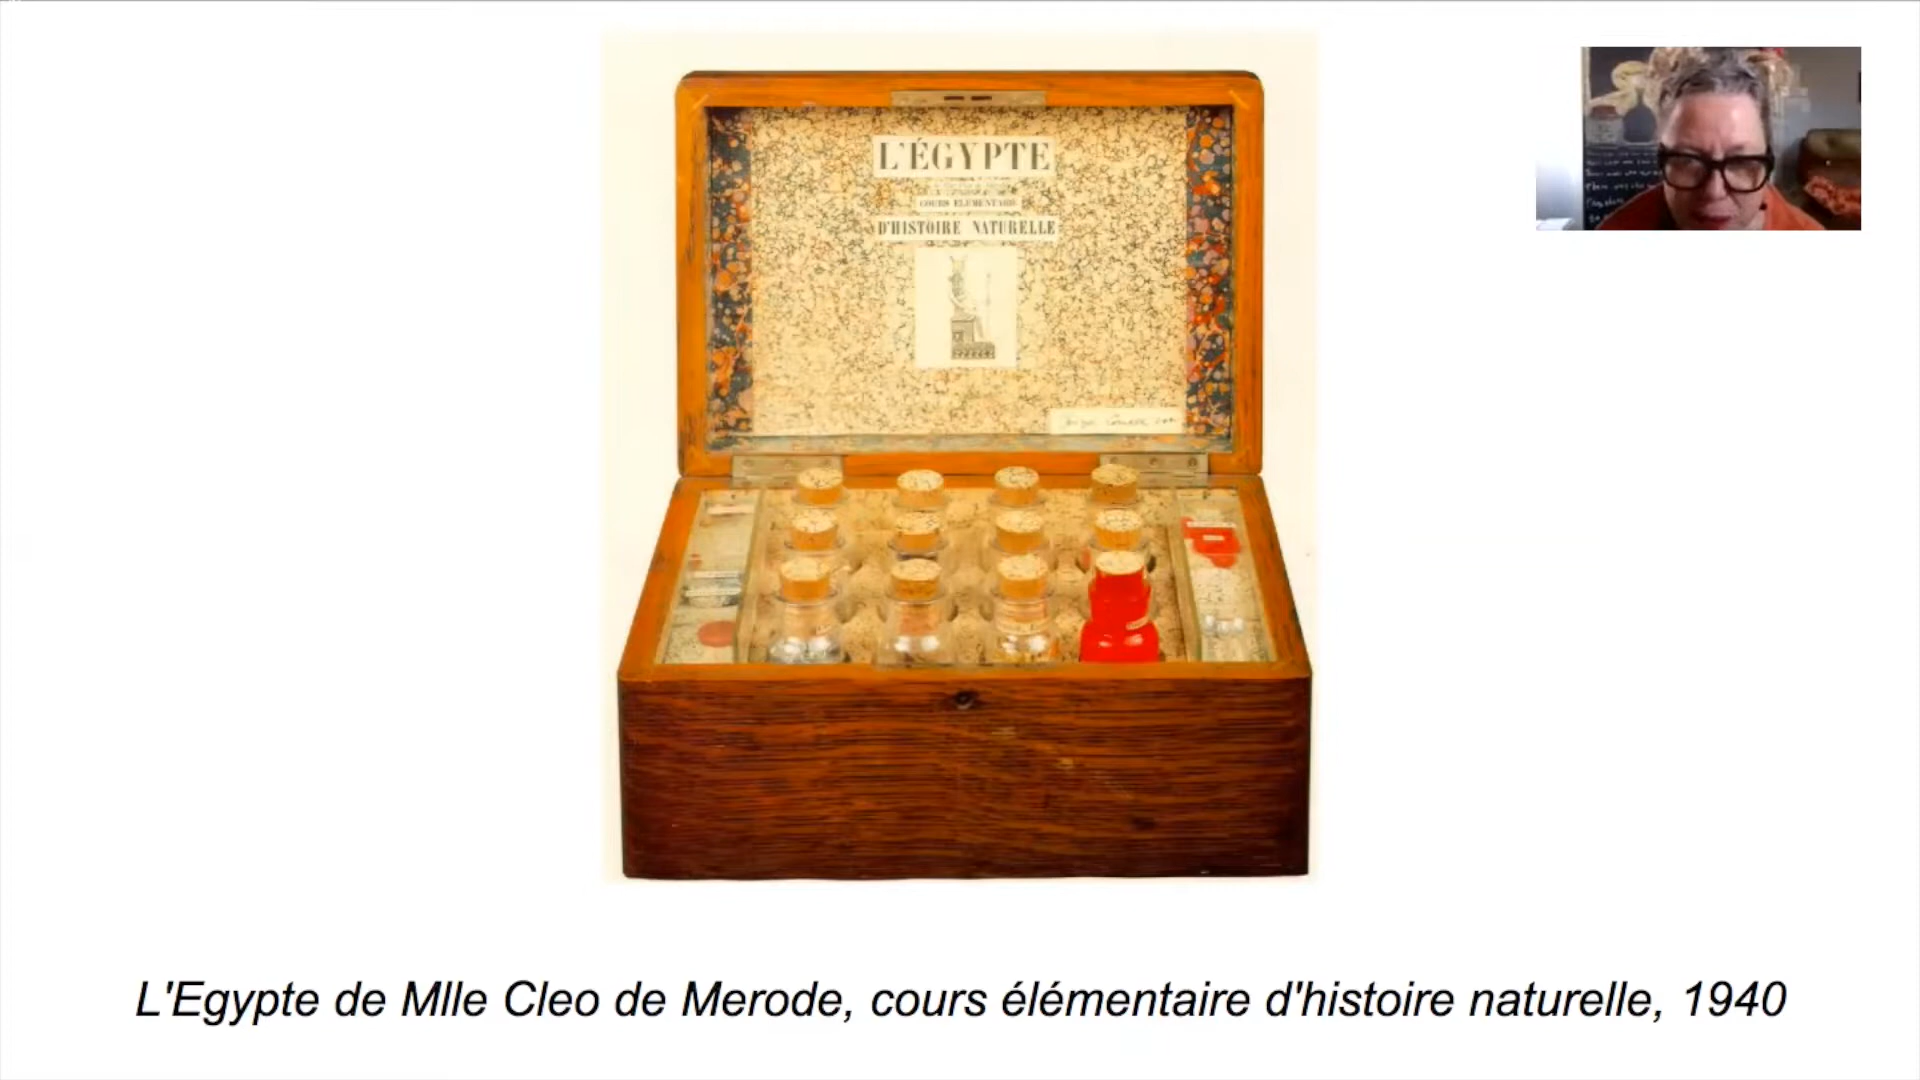 L'ÉGYPTE
COURS ÉLÉMENTAIRE
D'HISTOIRE NATURELLE
L'Egypte de Mlle Cleo de Merode, cours élémentaire d'histoire naturelle, 1940